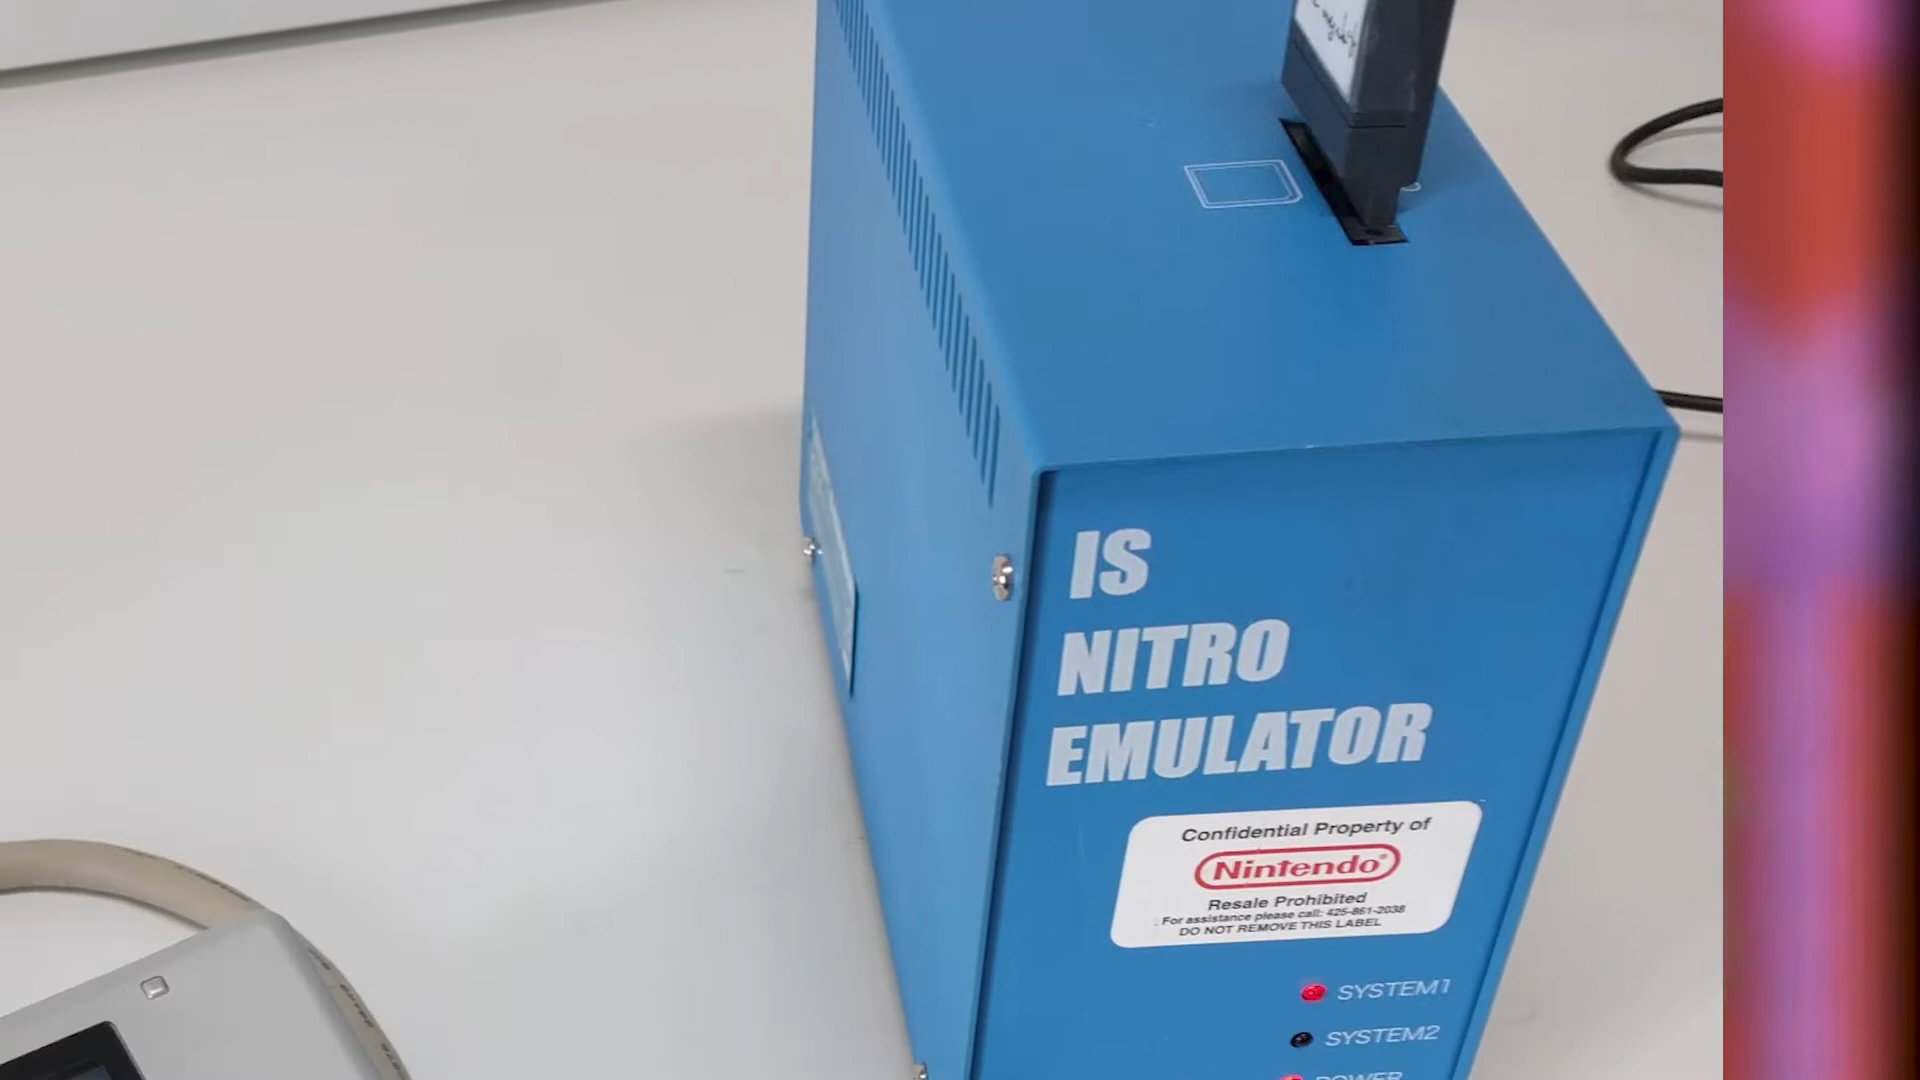 IS
NITRO
EMULATOR
Confidential Property of
Nintendo®
Resale Prohibited
For assistance please call: 425-861-2038
DO NOT REMOVE THIS LABEL
SYSTEM1
SYSTEM2
POWER